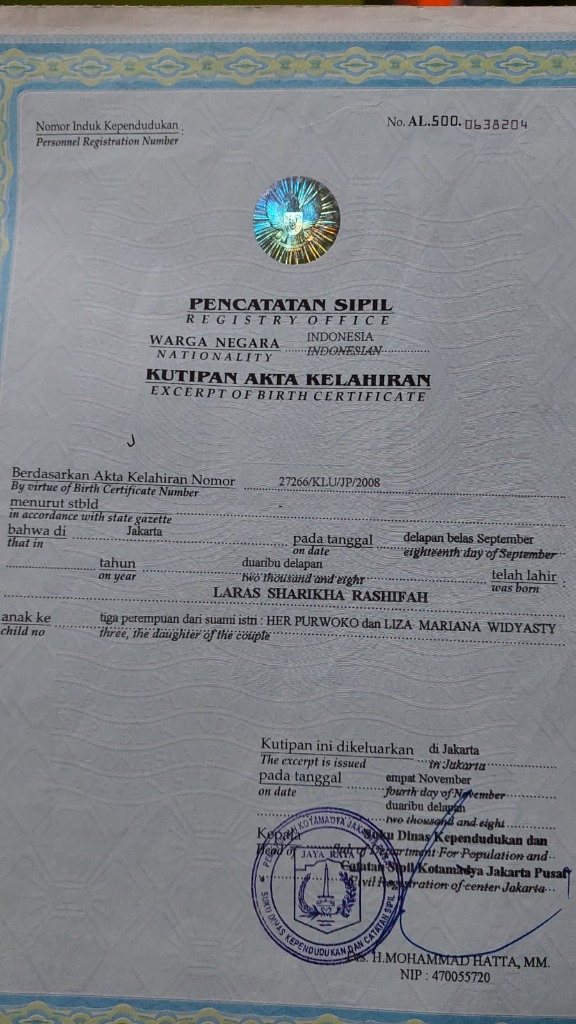 Nomor Induk Kependudukan :
Personnel Registration Number
No. AL.500. 0638204
PENCATATAN SIPIL
REGISTRY OFFICE
WARGA NEGARA INDONESIA
NATIONALITY INDONESIAN
KUTIPAN AKTA KELAHIRAN
EXCERPT OF BIRTH CERTIFICATE
Berdasarkan Akta Kelahiran Nomor 27266/KLU/JP/2008
By virtue of Birth Certificate Number
menurut stbld -
in accordance with state gazette
bahwa di Jakarta pada tanggal delapan belas September
that in on date eighteenth day of September
tahun duaribu delapan telah lahir :
on year two thousand and eight was born
LARAS SHARIKHA RASHIFAH
anak ke tiga perempuan dari suami istri : HER PURWOKO dan LIZA MARIANA WIDYASTY
child no three, the daughter of the couple
Kutipan ini dikeluarkan di Jakarta
The excerpt is issued in Jakarta
pada tanggal empat November
on date fourth day of November
duaribu delapan
two thousand and eight
Kepala Suku Dinas Kependudukan dan
Head of Department For Population and
Catatan Sipil Kotamadya Jakarta Pusat
Civil Registration of center Jakarta
KOTAMADYA JAKARTA
JAYA RAYA
SUKU DINAS KEPENDUDUKAN DAN CATATAN SIPIL
Drs. H.MOHAMMAD HATTA, MM.
NIP : 470055720